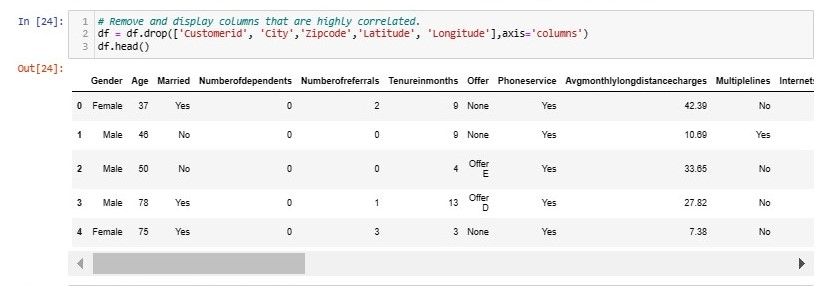 In [24]:
1 # Remove and display columns that are highly correlated.
2 df = df.drop(['Customerid', 'City','Zipcode','Latitude', 'Longitude'],axis='columns')
3 df.head()
Out[24]:
Gender Age Married Numberofdependents Numberofreferrals Tenureinmonths Offer Phoneservice Avgmonthlylongdistancecharges Multiplelines Internets
0 Female 37 Yes 0 2 9 None Yes 42.39 No
1 Male 46 No 0 0 9 None Yes 10.69 Yes
2 Male 50 No 0 0 4 Offer E Yes 33.65 No
3 Male 78 Yes 0 1 13 Offer D Yes 27.82 No
4 Female 75 Yes 0 3 3 None Yes 7.38 No